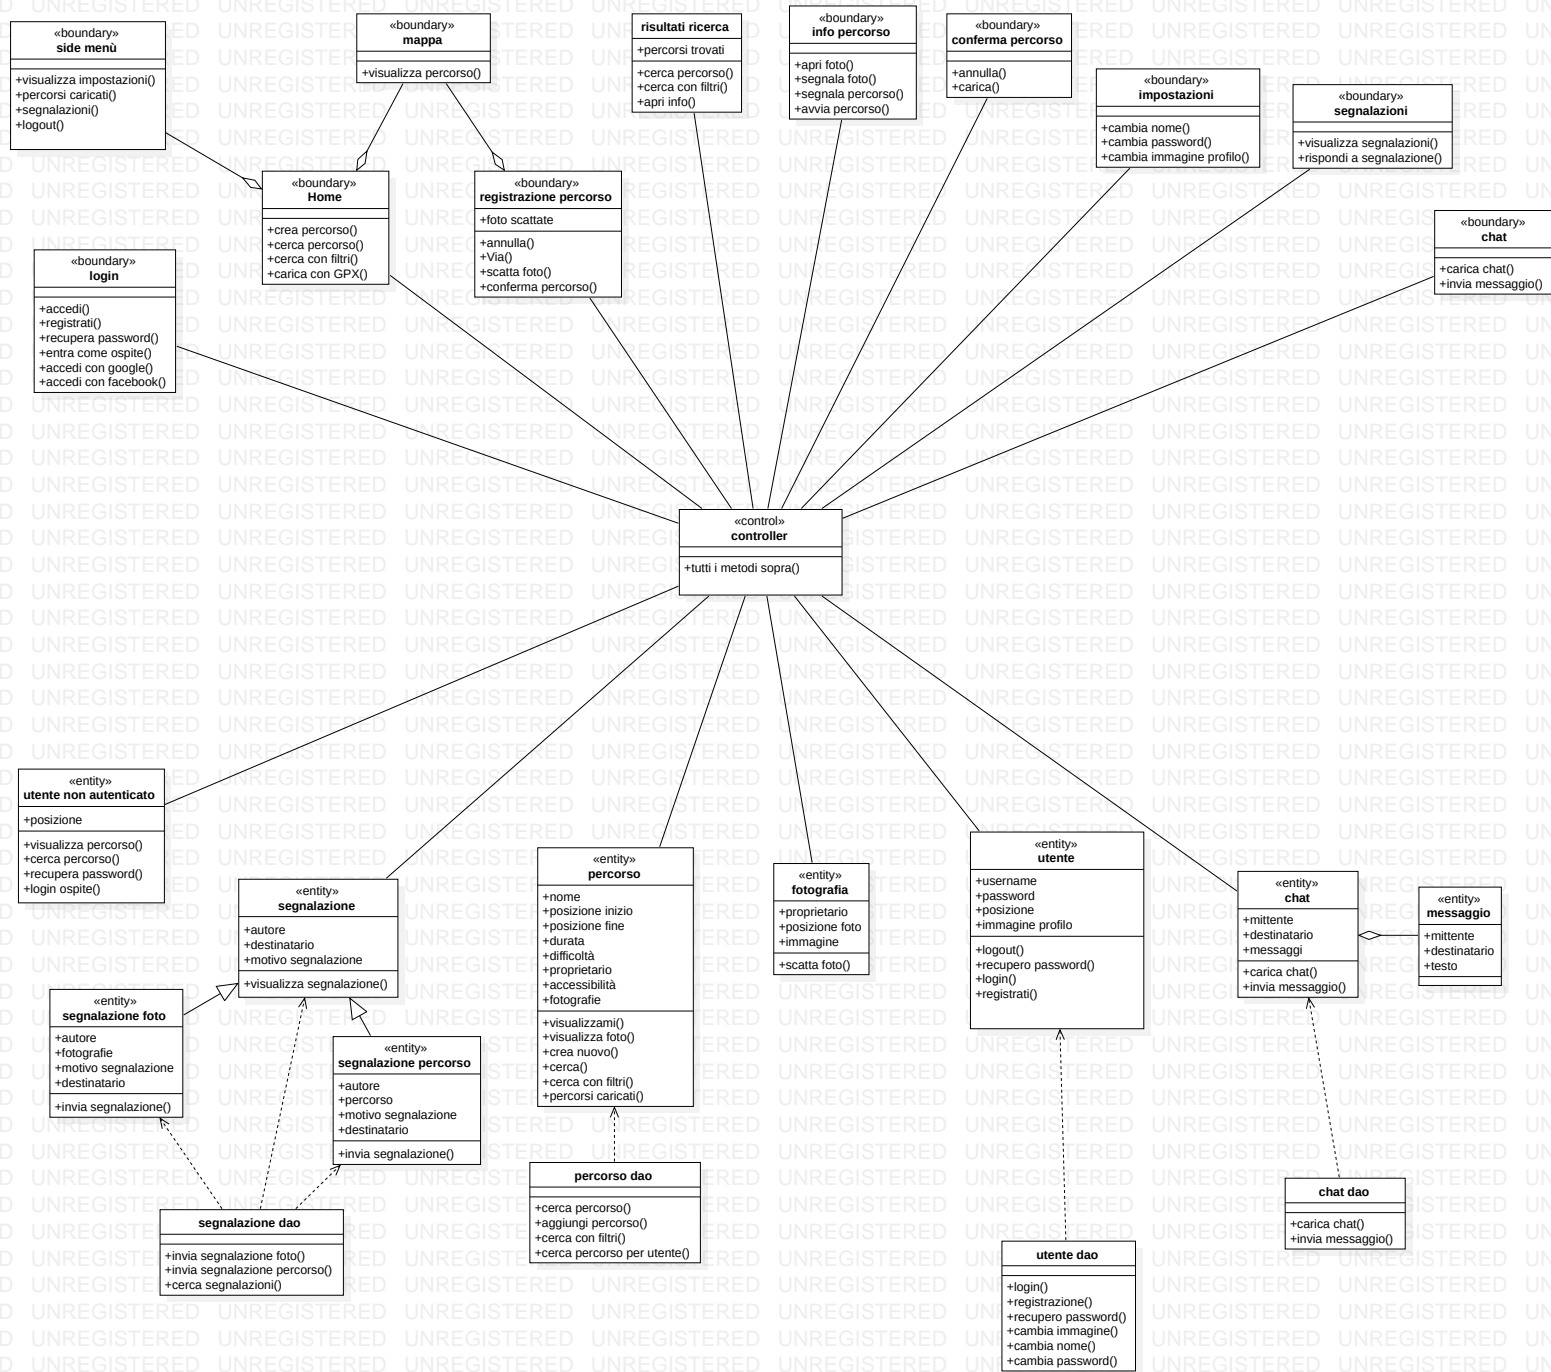 «boundary»
side menù
+visualizza impostazioni()
+percorsi caricati()
+segnalazioni()
+logout()
«boundary»
mappa
+visualizza percorso()
risultati ricerca
+percorsi trovati
+cerca percorso()
+cerca con filtri()
+apri info()
«boundary»
info percorso
+apri foto()
+segnala foto()
+segnala percorso()
+avvia percorso()
«boundary»
conferma percorso
+annulla()
+carica()
«boundary»
impostazioni
+cambia nome()
+cambia password()
+cambia immagine profilo()
«boundary»
segnalazioni
+visualizza segnalazioni()
+rispondi a segnalazione()
«boundary»
Home
+crea percorso()
+cerca percorso()
+cerca con filtri()
+carica con GPX()
«boundary»
registrazione percorso
+foto scattate
+annulla()
+Via()
+scatta foto()
+conferma percorso()
«boundary»
chat
+carica chat()
+invia messaggio()
«boundary»
login
+accedi()
+registrati()
+recupera password()
+entra come ospite()
+accedi con google()
+accedi con facebook()
«control»
controller
+tutti i metodi sopra()
«entity»
utente non autenticato
+posizione
+visualizza percorso()
+cerca percorso()
+recupera password()
+login ospite()
«entity»
segnalazione
+autore
+destinatario
+motivo segnalazione
+visualizza segnalazione()
«entity»
percorso
+nome
+posizione inizio
+posizione fine
+durata
+difficoltà
+proprietario
+accessibilità
+fotografie
+visualizzami()
+visualizza foto()
+crea nuovo()
+cerca()
+cerca con filtri()
+percorsi caricati()
«entity»
fotografia
+proprietario
+posizione foto
+immagine
+scatta foto()
«entity»
utente
+username
+password
+posizione
+immagine profilo
+logout()
+recupero password()
+login()
+registrati()
«entity»
chat
+mittente
+destinatario
+messaggi
+carica chat()
+invia messaggio()
«entity»
messaggio
+mittente
+destinatario
+testo
«entity»
segnalazione foto
+autore
+fotografie
+motivo segnalazione
+destinatario
+invia segnalazione()
«entity»
segnalazione percorso
+autore
+percorso
+motivo segnalazione
+destinatario
+invia segnalazione()
segnalazione dao
+invia segnalazione foto()
+invia segnalazione percorso()
+cerca segnalazioni()
percorso dao
+cerca percorso()
+aggiungi percorso()
+cerca con filtri()
+cerca percorso per utente()
utente dao
+login()
+registrazione()
+recupero password()
+cambia immagine()
+cambia nome()
+cambia password()
chat dao
+carica chat()
+invia messaggio()
UNREGISTERED